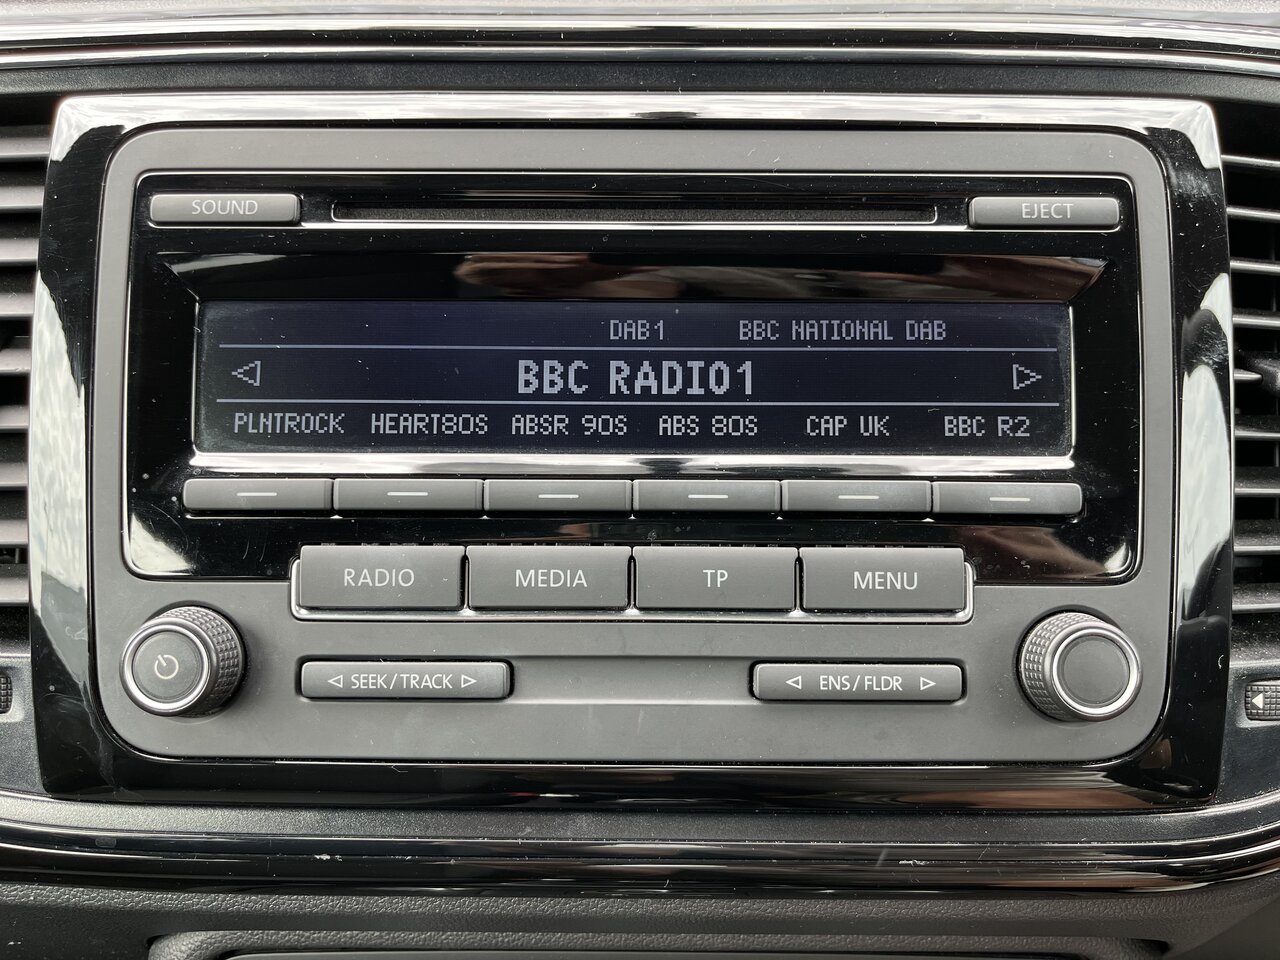 SOUND EJECT
DAB1 BBC NATIONAL DAB
BBC RADIO1
PLNTROCK HEART80S ABSR 90S ABS 80S CAP UK BBC R2
RADIO MEDIA TP MENU
SEEK/TRACK ENS/FLDR